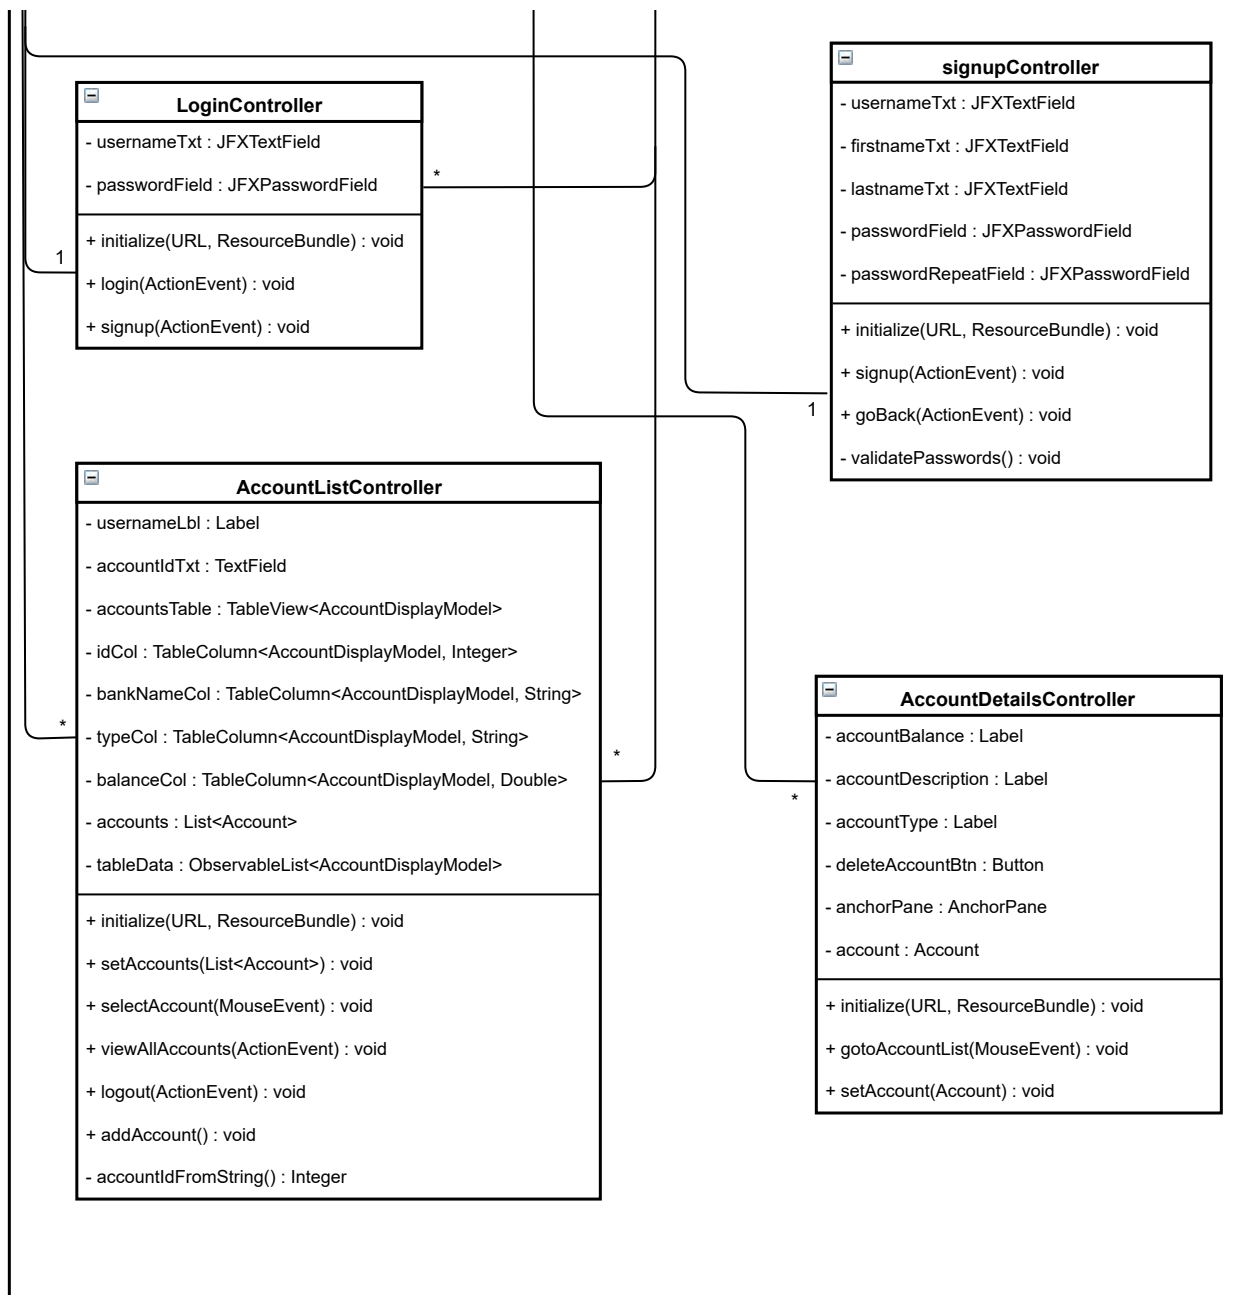 LoginController
- usernameTxt : JFXTextField
- passwordField : JFXPasswordField
+ initialize(URL, ResourceBundle) : void
+ login(ActionEvent) : void
+ signup(ActionEvent) : void
*
1
signupController
- usernameTxt : JFXTextField
- firstnameTxt : JFXTextField
- lastnameTxt : JFXTextField
- passwordField : JFXPasswordField
- passwordRepeatField : JFXPasswordField
+ initialize(URL, ResourceBundle) : void
+ signup(ActionEvent) : void
+ goBack(ActionEvent) : void
- validatePasswords() : void
1
AccountListController
- usernameLbl : Label
- accountIdTxt : TextField
- accountsTable : TableView<AccountDisplayModel>
- idCol : TableColumn<AccountDisplayModel, Integer>
- bankNameCol : TableColumn<AccountDisplayModel, String>
- typeCol : TableColumn<AccountDisplayModel, String>
- balanceCol : TableColumn<AccountDisplayModel, Double>
- accounts : List<Account>
- tableData : ObservableList<AccountDisplayModel>
+ initialize(URL, ResourceBundle) : void
+ setAccounts(List<Account>) : void
+ selectAccount(MouseEvent) : void
+ viewAllAccounts(ActionEvent) : void
+ logout(ActionEvent) : void
+ addAccount() : void
- accountIdFromString() : Integer
*
*
AccountDetailsController
- accountBalance : Label
- accountDescription : Label
- accountType : Label
- deleteAccountBtn : Button
- anchorPane : AnchorPane
- account : Account
+ initialize(URL, ResourceBundle) : void
+ gotoAccountList(MouseEvent) : void
+ setAccount(Account) : void
*